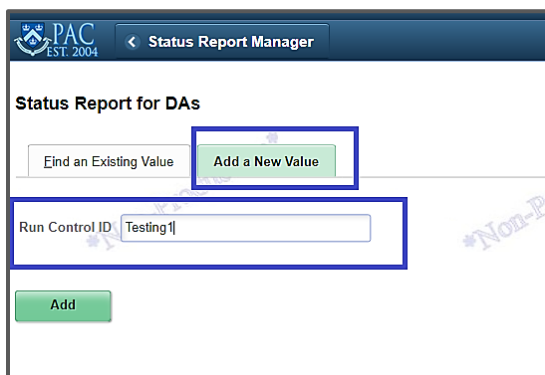 PAC
EST. 2004
Status Report Manager
Status Report for DAs
Find an Existing Value
Add a New Value
Run Control ID
Testing1
Add